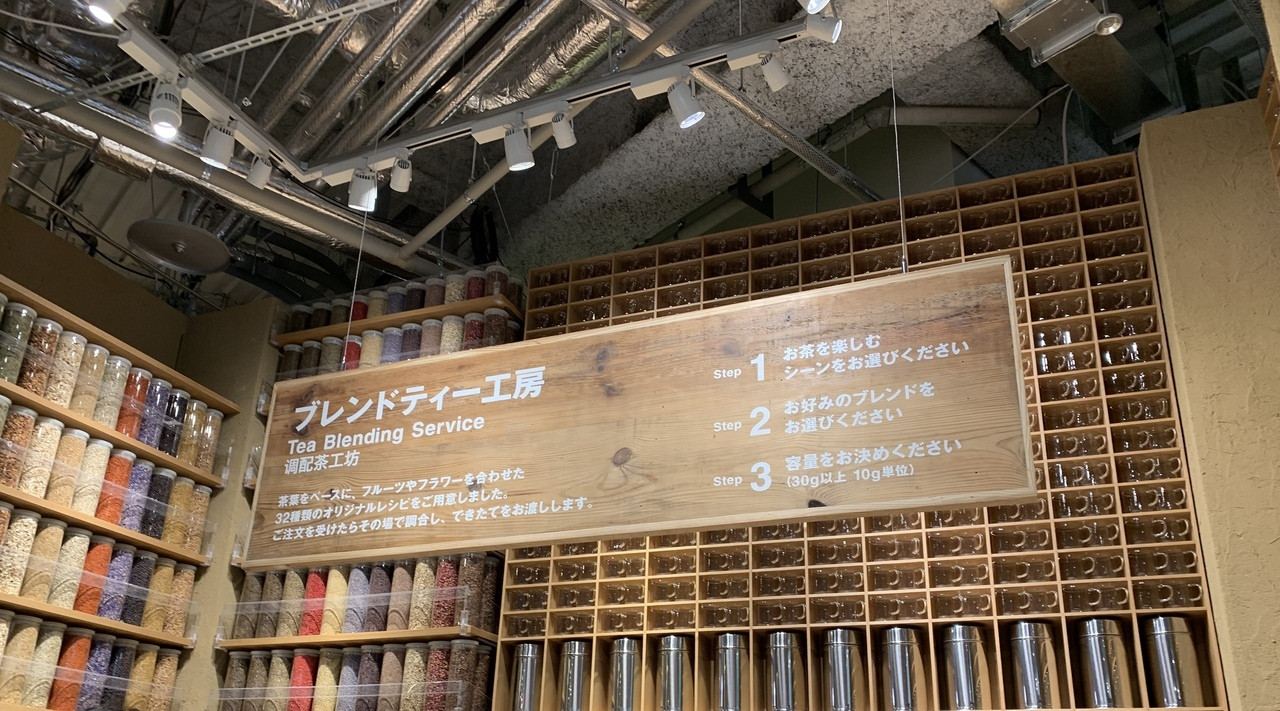 ブレンドティー工房
Tea Blending Service
调配茶工坊
茶葉をベースに、フルーツやフラワーを合わせた
32種類のオリジナルレシピをご用意しました。
ご注文を受けたらその場で調合し、できたてをお渡しします。
Step 1 お茶を楽しむ
シーンをお選びください
Step 2 お好みのブレンドを
お選びください
Step 3 容量をお決めください
(30g以上 10g単位)